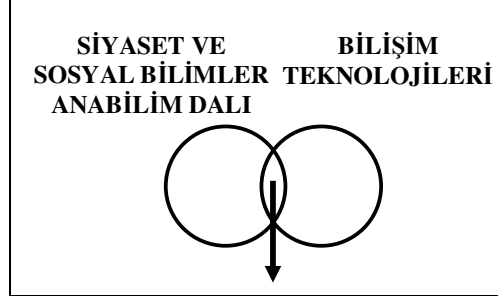 SİYASET VE
SOSYAL BİLİMLER
ANABİLİM DALI
BİLİŞİM
TEKNOLOJİLERİ